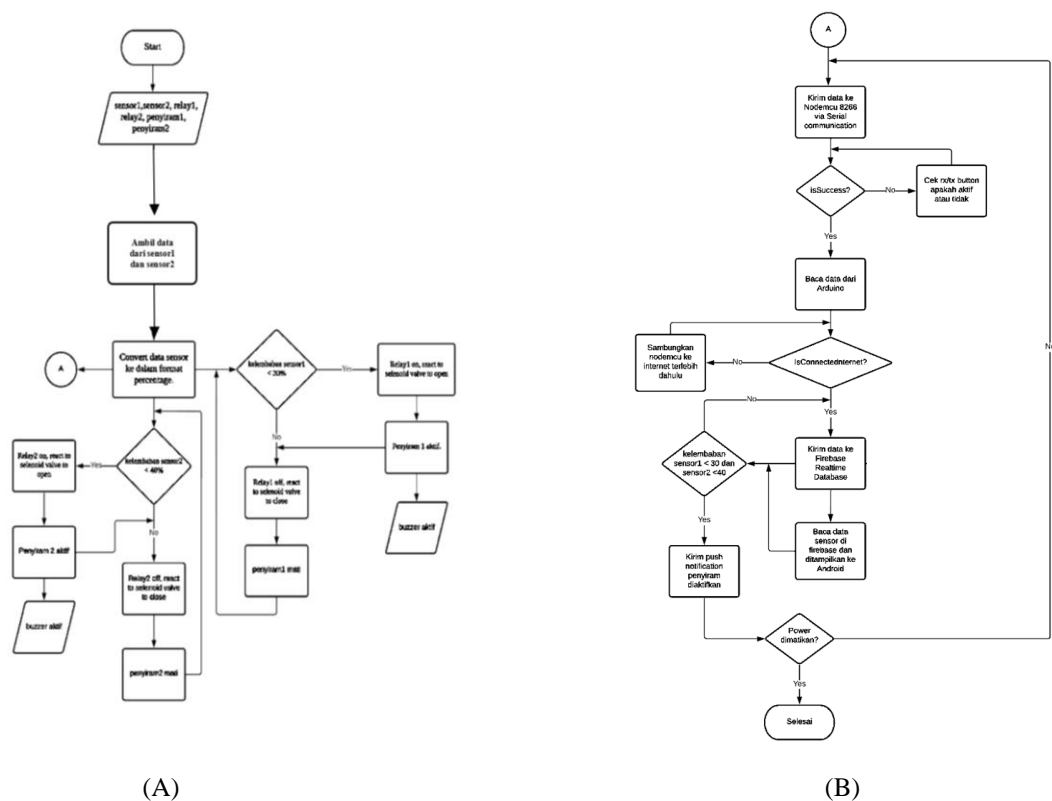 Start
sensor1,sensor2, relay1,
relay2, penyiram1,
penyiram2
Ambil data
dari sensor1
dan sensor2
Convert data sensor
ke dalam format
percentage.
A
kelembaban sensor1
Yes
Relay1 on, react to
selenoid valve to open
Penyiram 1 aktif.
buzzer aktif
No
Relay1 off, react
to selenoid valve
to close
penyiram1 mati
kelembaban sensor2
< 40%
Yes
Relay2 on, react to
selenoid valve to
open
Penyiram 2 aktif
buzzer aktif
No
Relay2 off, react
to selenoid valve
to close
penyiram2 mati
(A)
A
Kirim data ke
Nodemcu 8266
via Serial
communication
isSuccess?
No
Cek rx/tx button
apakah aktif
atau tidak
Yes
Baca data dari
Arduino
IsConnectedInternet?
No
Sambungkan
nodemcu ke
internet terlebih
dahulu
Yes
Kirim data ke
Firebase
Realtime
Database
Baca data
sensor di
firebase dan
ditampilkan ke
Android
kelembaban
sensor1 < 30 dan
sensor2 <40
No
Yes
Kirim push
notification
penyiram
diaktifkan
Power
dimatikan?
No
Yes
Selesai
(B)